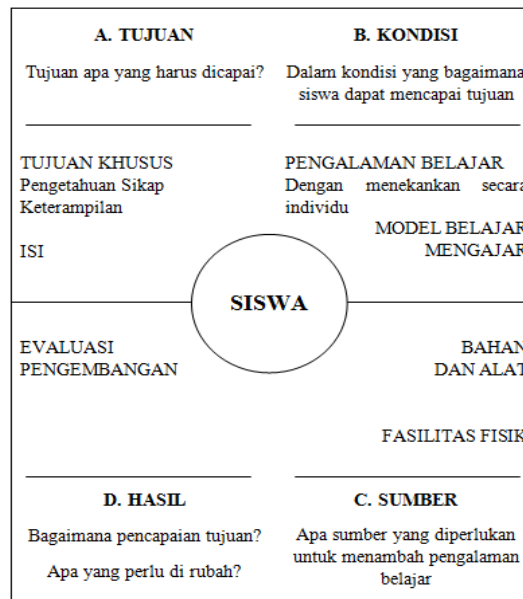 A. TUJUAN
Tujuan apa yang harus dicapai?
TUJUAN KHUSUS
Pengetahuan Sikap
Keterampilan
ISI
B. KONDISI
Dalam kondisi yang bagaimana
siswa dapat mencapai tujuan
PENGALAMAN BELAJAR
Dengan menekankan secara
individu
MODEL BELAJAR
MENGAJAR
SISWA
EVALUASI
PENGEMBANGAN
D. HASIL
Bagaimana pencapaian tujuan?
Apa yang perlu di rubah?
BAHAN
DAN ALAT
FASILITAS FISIK
C. SUMBER
Apa sumber yang diperlukan
untuk menambah pengalaman
belajar